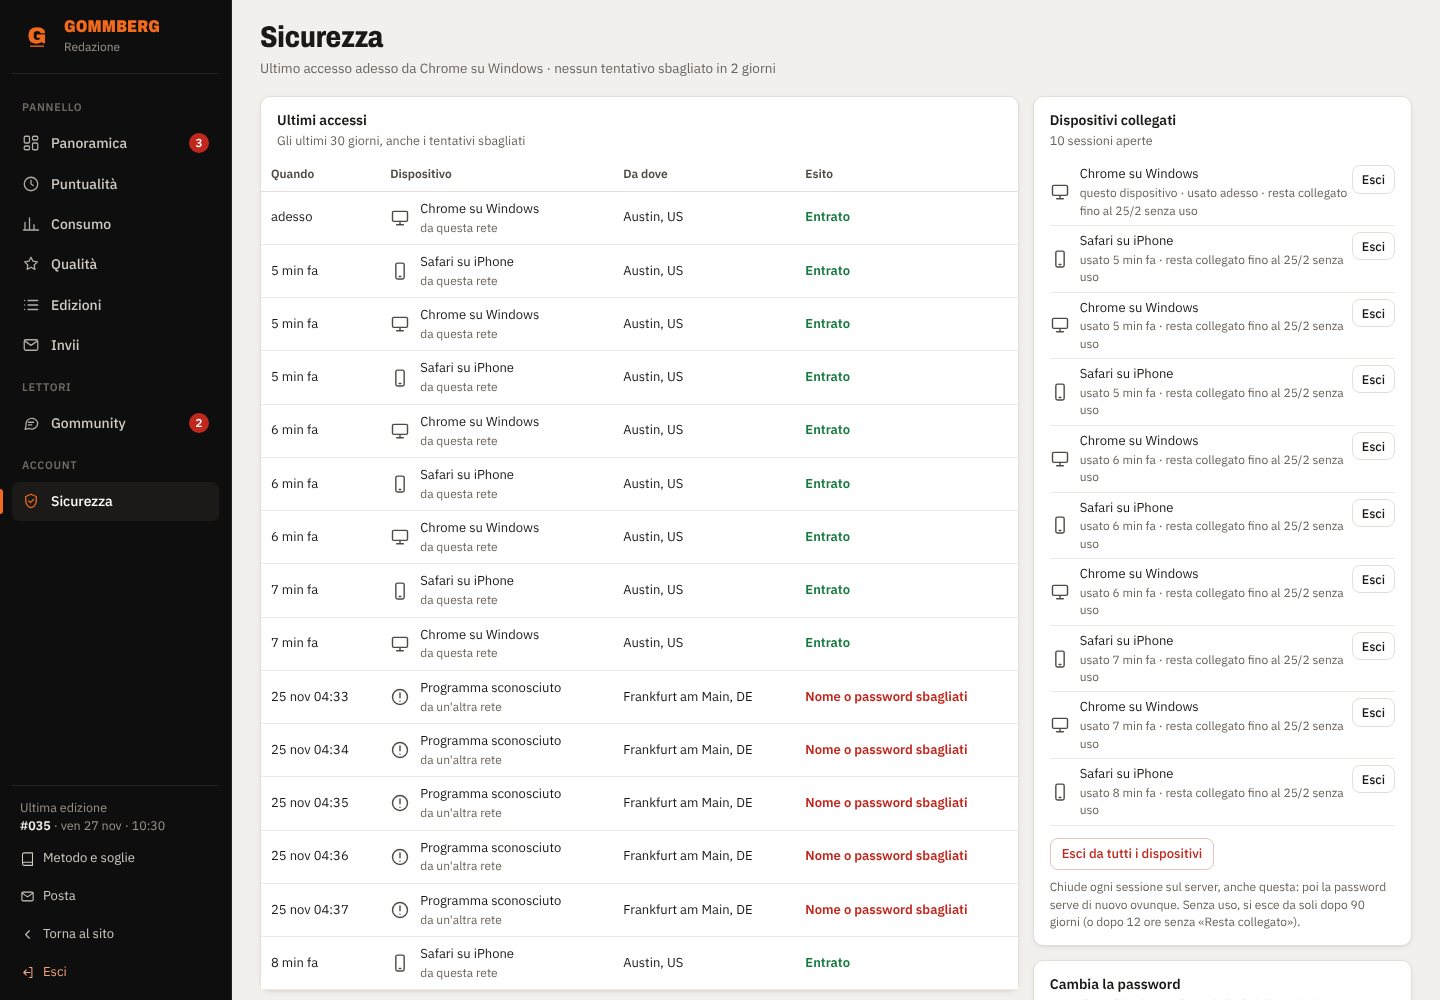 G
GOMMBERG
Redazione
PANNELLO
Panoramica 3
Puntualità
Consumo
Qualità
Edizioni
Invii
LETTORI
Gommunity 2
ACCOUNT
Sicurezza
Ultima edizione
#035 · ven 27 nov · 10:30
Metodo e soglie
Posta
Torna al sito
Esci
Sicurezza
Ultimo accesso adesso da Chrome su Windows · nessun tentativo sbagliato in 2 giorni
Ultimi accessi
Gli ultimi 30 giorni, anche i tentativi sbagliati
Quando Dispositivo Da dove Esito
adesso Chrome su Windows Austin, US Entrato
da questa rete
5 min fa Safari su iPhone Austin, US Entrato
da questa rete
5 min fa Chrome su Windows Austin, US Entrato
da questa rete
5 min fa Safari su iPhone Austin, US Entrato
da questa rete
6 min fa Chrome su Windows Austin, US Entrato
da questa rete
6 min fa Safari su iPhone Austin, US Entrato
da questa rete
6 min fa Chrome su Windows Austin, US Entrato
da questa rete
7 min fa Safari su iPhone Austin, US Entrato
da questa rete
7 min fa Chrome su Windows Austin, US Entrato
da questa rete
25 nov 04:33 Programma sconosciuto Frankfurt am Main, DE Nome o password sbagliati
da un'altra rete
25 nov 04:34 Programma sconosciuto Frankfurt am Main, DE Nome o password sbagliati
da un'altra rete
25 nov 04:35 Programma sconosciuto Frankfurt am Main, DE Nome o password sbagliati
da un'altra rete
25 nov 04:36 Programma sconosciuto Frankfurt am Main, DE Nome o password sbagliati
da un'altra rete
25 nov 04:37 Programma sconosciuto Frankfurt am Main, DE Nome o password sbagliati
da un'altra rete
8 min fa Safari su iPhone Austin, US Entrato
da questa rete
Dispositivi collegati
10 sessioni aperte
Chrome su Windows Esci
questo dispositivo · usato adesso · resta collegato
fino al 25/2 senza uso
Safari su iPhone Esci
usato 5 min fa · resta collegato fino al 25/2 senza
uso
Chrome su Windows Esci
usato 5 min fa · resta collegato fino al 25/2 senza
uso
Safari su iPhone Esci
usato 5 min fa · resta collegato fino al 25/2 senza
uso
Chrome su Windows Esci
usato 6 min fa · resta collegato fino al 25/2 senza
uso
Safari su iPhone Esci
usato 6 min fa · resta collegato fino al 25/2 senza
uso
Chrome su Windows Esci
usato 6 min fa · resta collegato fino al 25/2 senza
uso
Safari su iPhone Esci
usato 7 min fa · resta collegato fino al 25/2 senza
uso
Chrome su Windows Esci
usato 7 min fa · resta collegato fino al 25/2 senza
uso
Safari su iPhone Esci
usato 8 min fa · resta collegato fino al 25/2 senza
uso
Esci da tutti i dispositivi
Chiude ogni sessione sul server, anche questa: poi la password
serve di nuovo ovunque. Senza uso, si esce da soli dopo 90
giorni (o dopo 12 ore senza «Resta collegato»).
Cambia la password